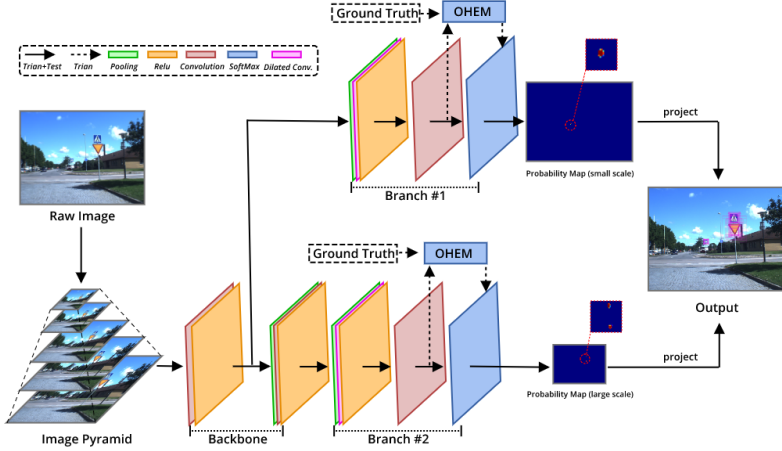 Ground Truth
OHEM
Trian+Test
Trian
Pooling
Relu
Convolution
SoftMax
Dilated Conv.
project
Probability Map (small scale)
Raw Image
Branch #1
Ground Truth
OHEM
Output
project
Probability Map (large scale)
Image Pyramid
Backbone
Branch #2